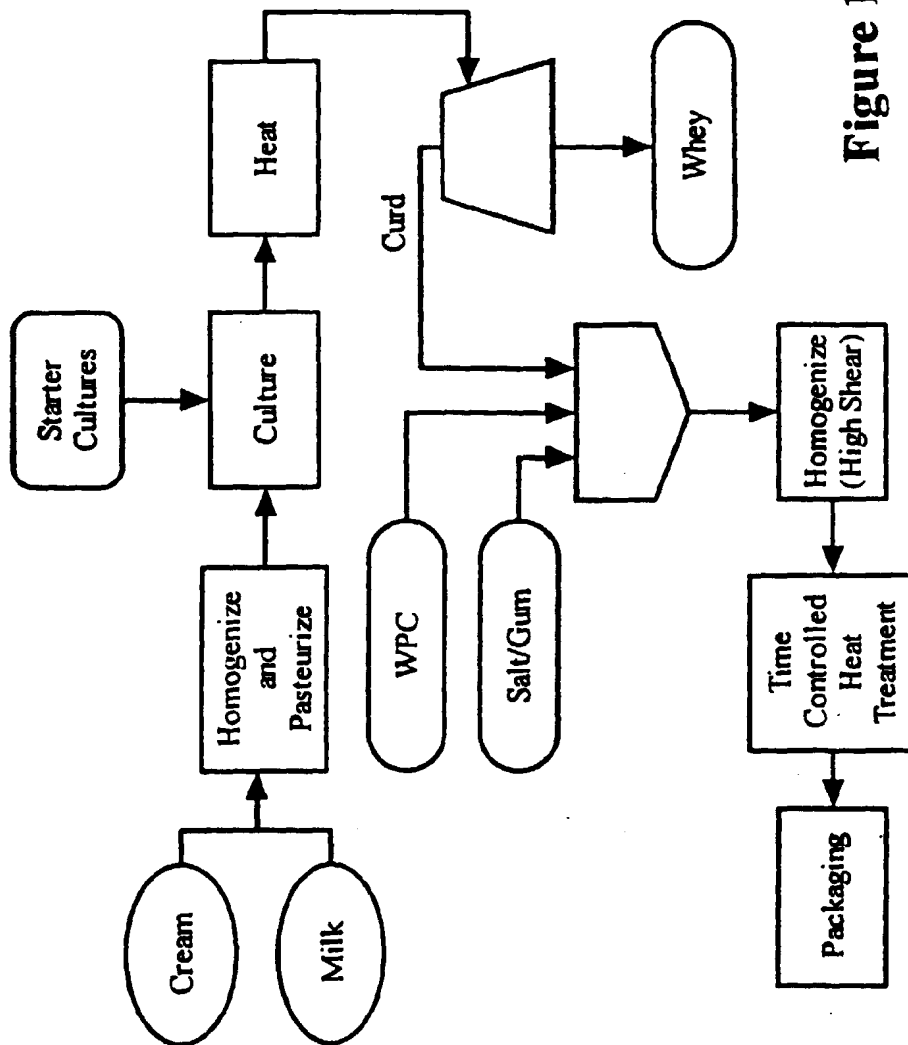 Cream
Milk
Homogenize
and
Pasteurize
Starter
Cultures
Culture
Heat
Curd
Whey
WPC
Salt/Gum
Homogenize
(High Shear)
Time
Controlled
Heat
Treatment
Packaging
Figure